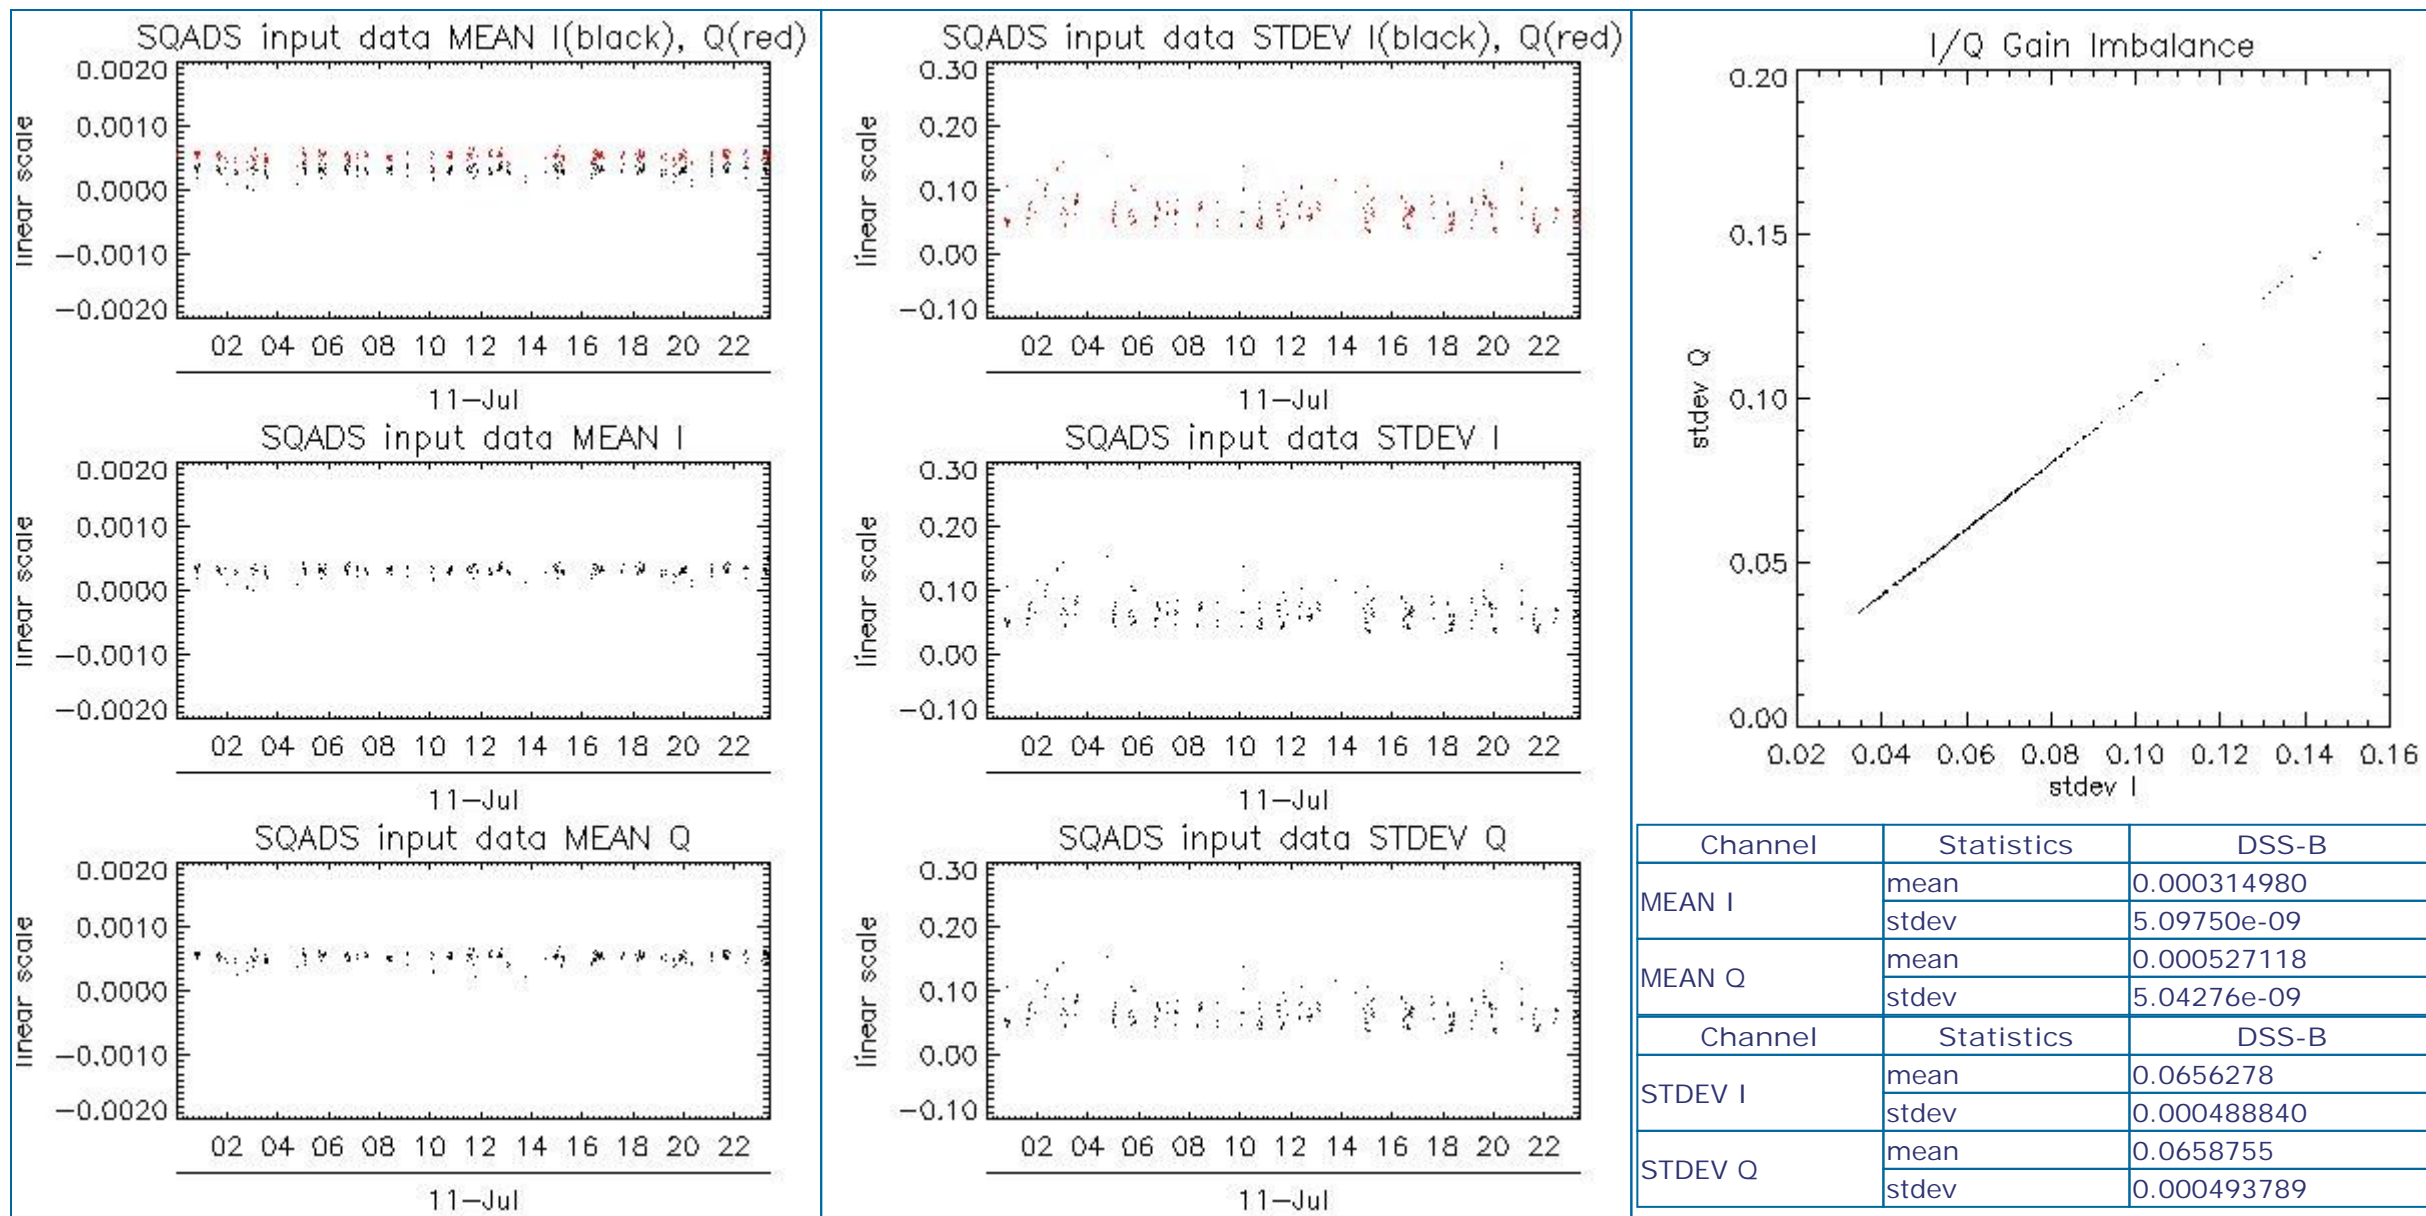 SQADS input data MEAN I(black), Q(red)
0.0020
0.0010
0.0000
-0.0010
-0.0020
linear scale
02 04 06 08 10 12 14 16 18 20 22
11-Jul
SQADS input data MEAN I
0.0020
0.0010
0.0000
-0.0010
-0.0020
linear scale
02 04 06 08 10 12 14 16 18 20 22
11-Jul
SQADS input data MEAN Q
0.0020
0.0010
0.0000
-0.0010
-0.0020
linear scale
02 04 06 08 10 12 14 16 18 20 22
11-Jul
SQADS input data STDEV I(black), Q(red)
0.30
0.20
0.10
0.00
-0.10
linear scale
02 04 06 08 10 12 14 16 18 20 22
11-Jul
SQADS input data STDEV I
0.30
0.20
0.10
0.00
-0.10
linear scale
02 04 06 08 10 12 14 16 18 20 22
11-Jul
SQADS input data STDEV Q
0.30
0.20
0.10
0.00
-0.10
linear scale
02 04 06 08 10 12 14 16 18 20 22
11-Jul
I/Q Gain Imbalance
0.20
0.15
0.10
0.05
0.00
stdev Q
0.02 0.04 0.06 0.08 0.10 0.12 0.14 0.16
stdev I
Channel Statistics DSS-B
MEAN I mean 0.000314980
stdev 5.09750e-09
MEAN Q mean 0.000527118
stdev 5.04276e-09
Channel Statistics DSS-B
STDEV I mean 0.0656278
stdev 0.000488840
STDEV Q mean 0.0658755
stdev 0.000493789